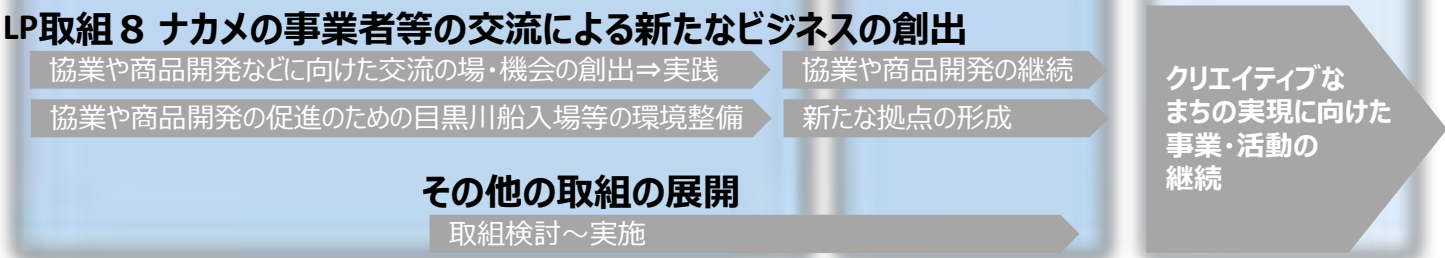 LP取組８ ナカメの事業者等の交流による新たなビジネスの創出
協業や商品開発などに向けた交流の場・機会の創出⇒実践
協業や商品開発の継続
協業や商品開発の促進のための目黒川船入場等の環境整備
新たな拠点の形成
その他の取組の展開
取組検討～実施
クリエイティブな
まちの実現に向けた
事業・活動の
継続